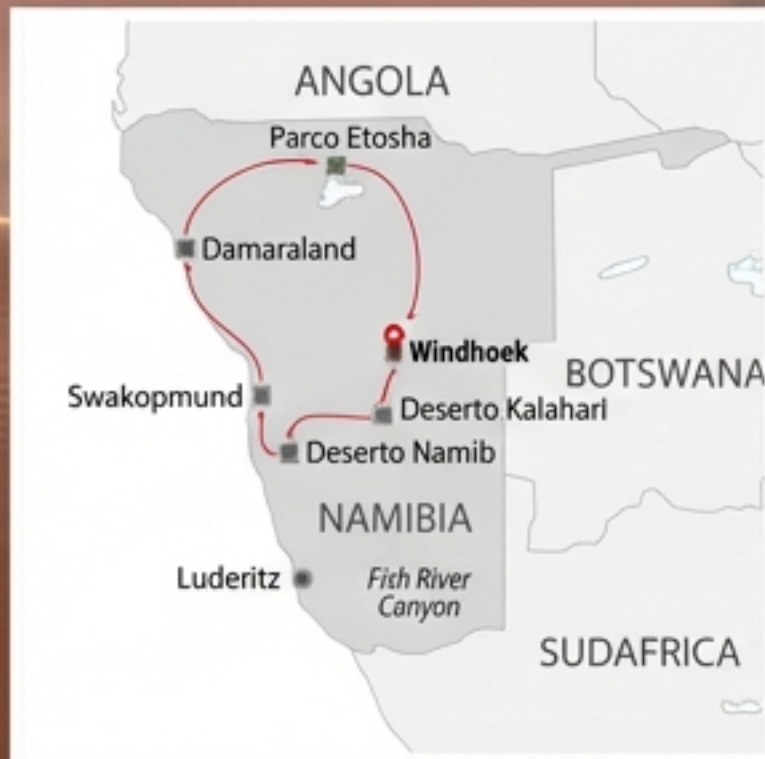 ANGOLA
Parco Etosha
Damaraland
Windhoek
BOTSWANA
Swakopmund
Deserto Kalahari
Deserto Namib
NAMIBIA
Luderitz
Fish River
Canyon
SUDAFRICA